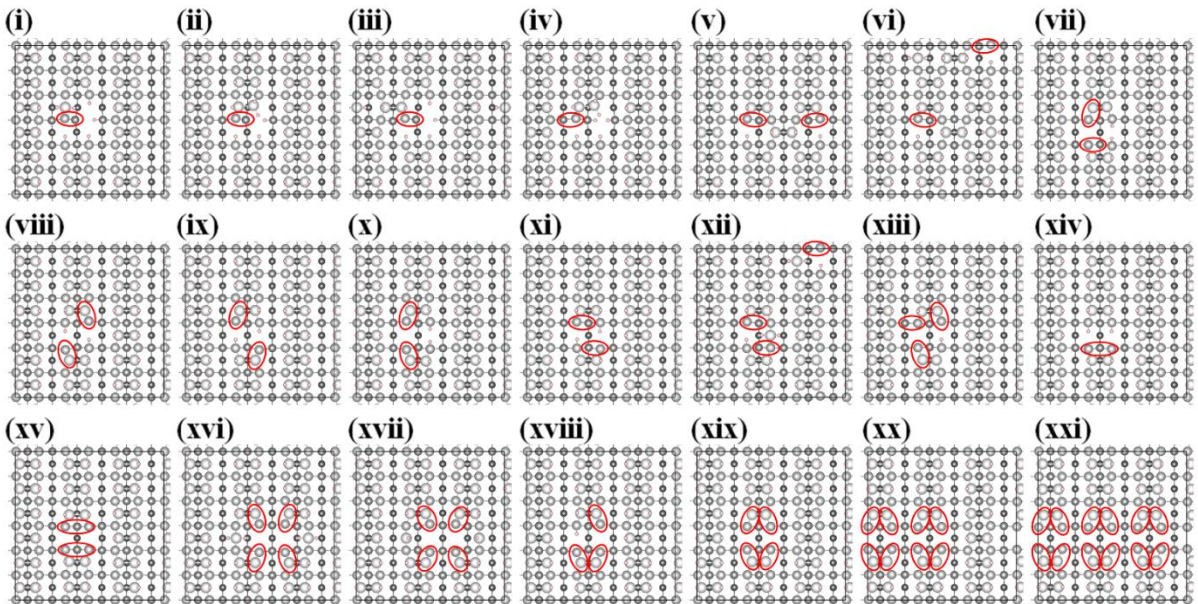 (i) (ii) (iii) (iv) (v) (vi) (vii)
(viii) (ix) (x) (xi) (xii) (xiii) (xiv)
(xv) (xvi) (xvii) (xviii) (xix) (xx) (xxi)